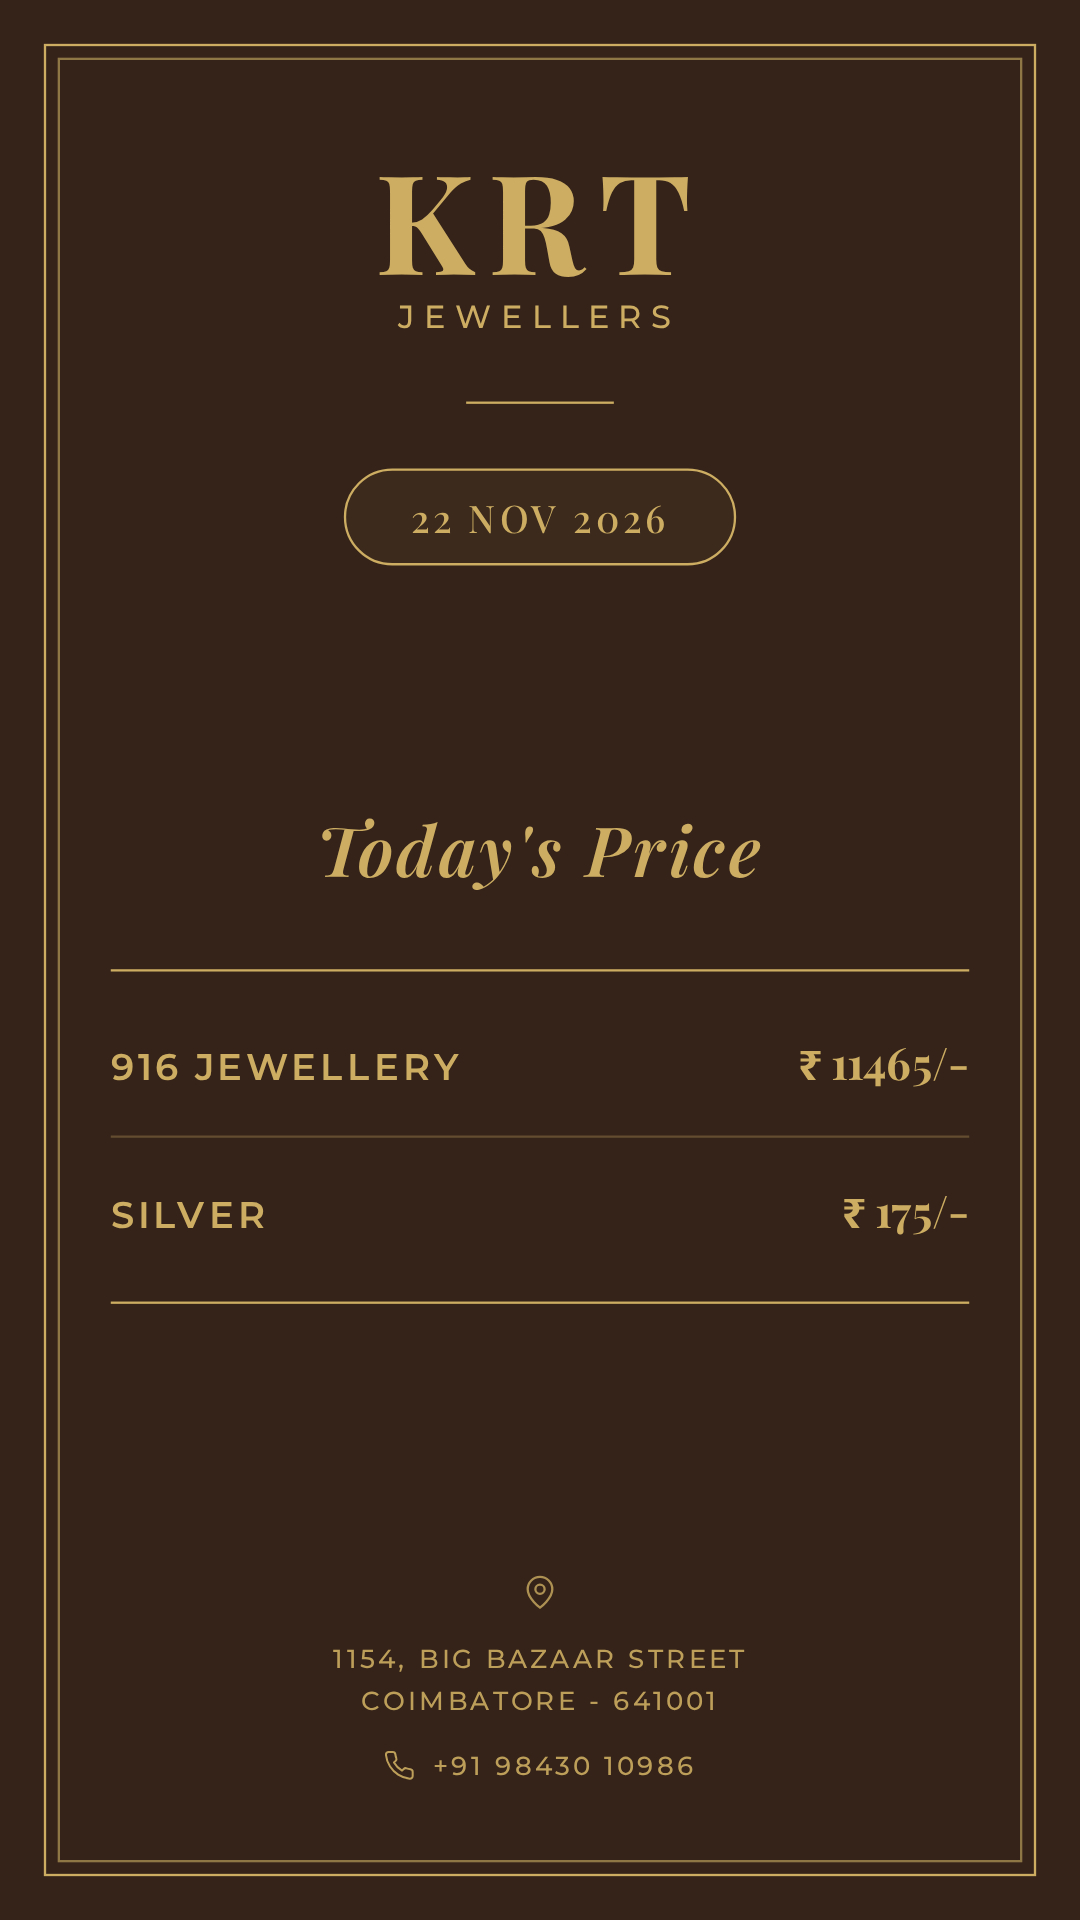 KRT
JEWELLERS
22 NOV 2026
Today's Price
916 JEWELLERY ₹ 11465/-
SILVER ₹ 175/-
1154, BIG BAZAAR STREET
COIMBATORE - 641001
+91 98430 10986